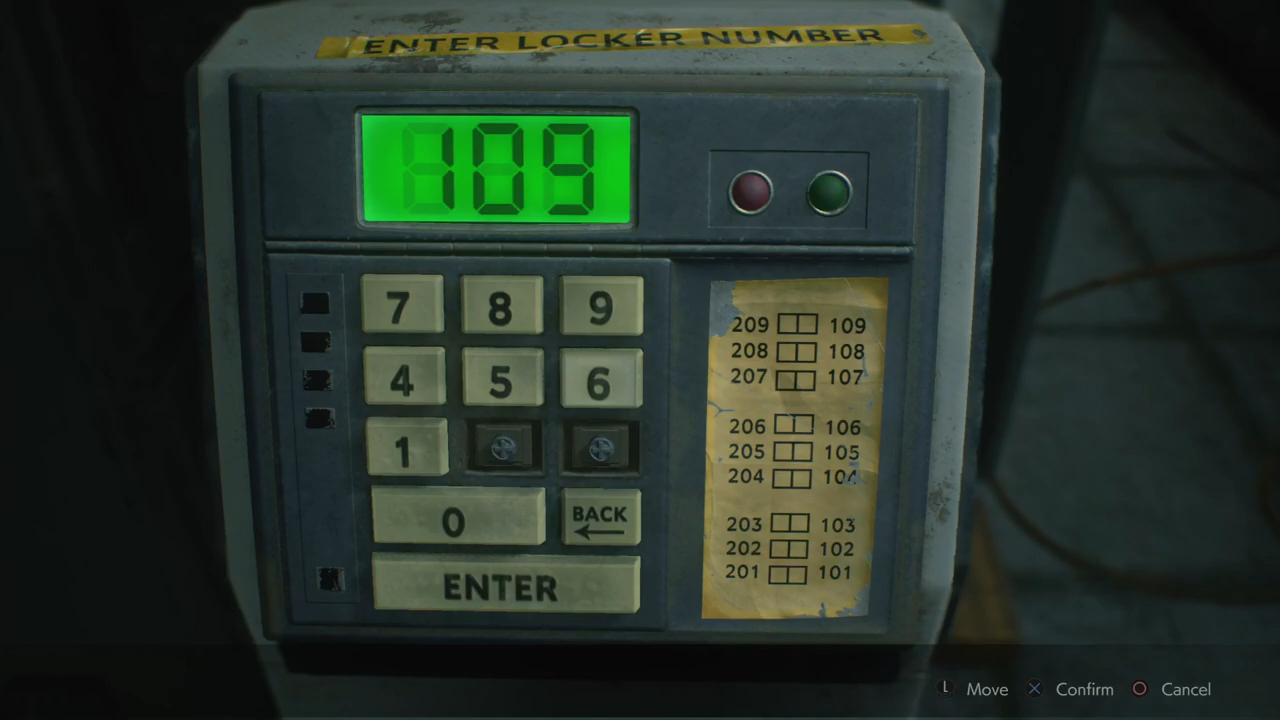 ENTER LOCKER NUMBER
109
7 8 9
4 5 6
1
0 BACK
ENTER
209 109
208 108
207 107
206 106
205 105
204 104
203 103
202 102
201 101
L Move Confirm Cancel